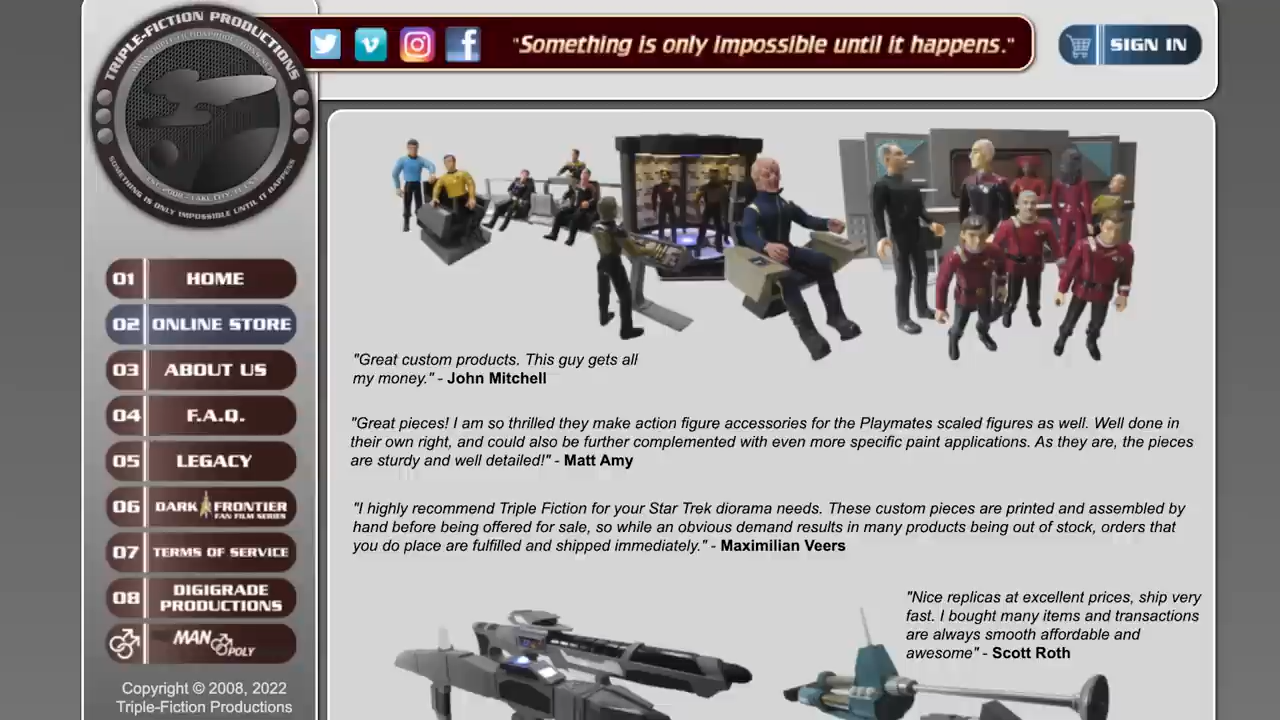 TRIPLE-FICTION PRODUCTIONS
SOMETHING IS ONLY IMPOSSIBLE UNTIL IT HAPPENS
"Something is only impossible until it happens."
SIGN IN
01 HOME
02 ONLINE STORE
03 ABOUT US
04 F.A.Q.
05 LEGACY
06 DARK FRONTIER
FAN FILM SERIES
07 TERMS OF SERVICE
08 DIGIGRADE
PRODUCTIONS
MAN
POLY
Copyright © 2008, 2022
Triple-Fiction Productions
"Great custom products. This guy gets all
my money." - John Mitchell
"Great pieces! I am so thrilled they make action figure accessories for the Playmates scaled figures as well. Well done in
their own right, and could also be further complemented with even more specific paint applications. As they are, the pieces
are sturdy and well detailed!" - Matt Amy
"I highly recommend Triple Fiction for your Star Trek diorama needs. These custom pieces are printed and assembled by
hand before being offered for sale, so while an obvious demand results in many products being out of stock, orders that
you do place are fulfilled and shipped immediately." - Maximilian Veers
"Nice replicas at excellent prices, ship very
fast. I bought many items and transactions
are always smooth affordable and
awesome" - Scott Roth